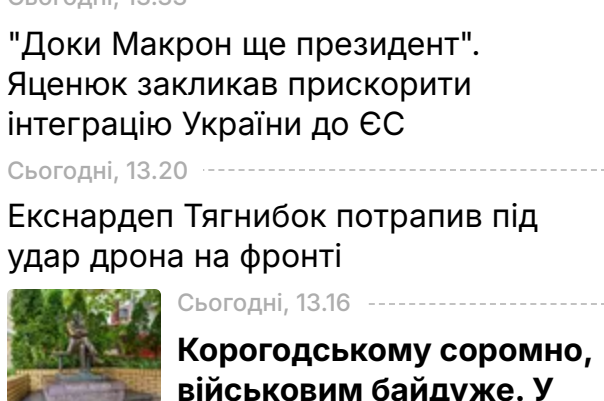 Сьогодні, 13.33
"Доки Макрон ще президент".
Яценюк закликав прискорити
інтеграцію України до ЄС
Сьогодні, 13.20
Екснардеп Тягнибок потрапив під
удар дрона на фронті
Сьогодні, 13.16
Корогодському соромно,
військовим байдуже. У